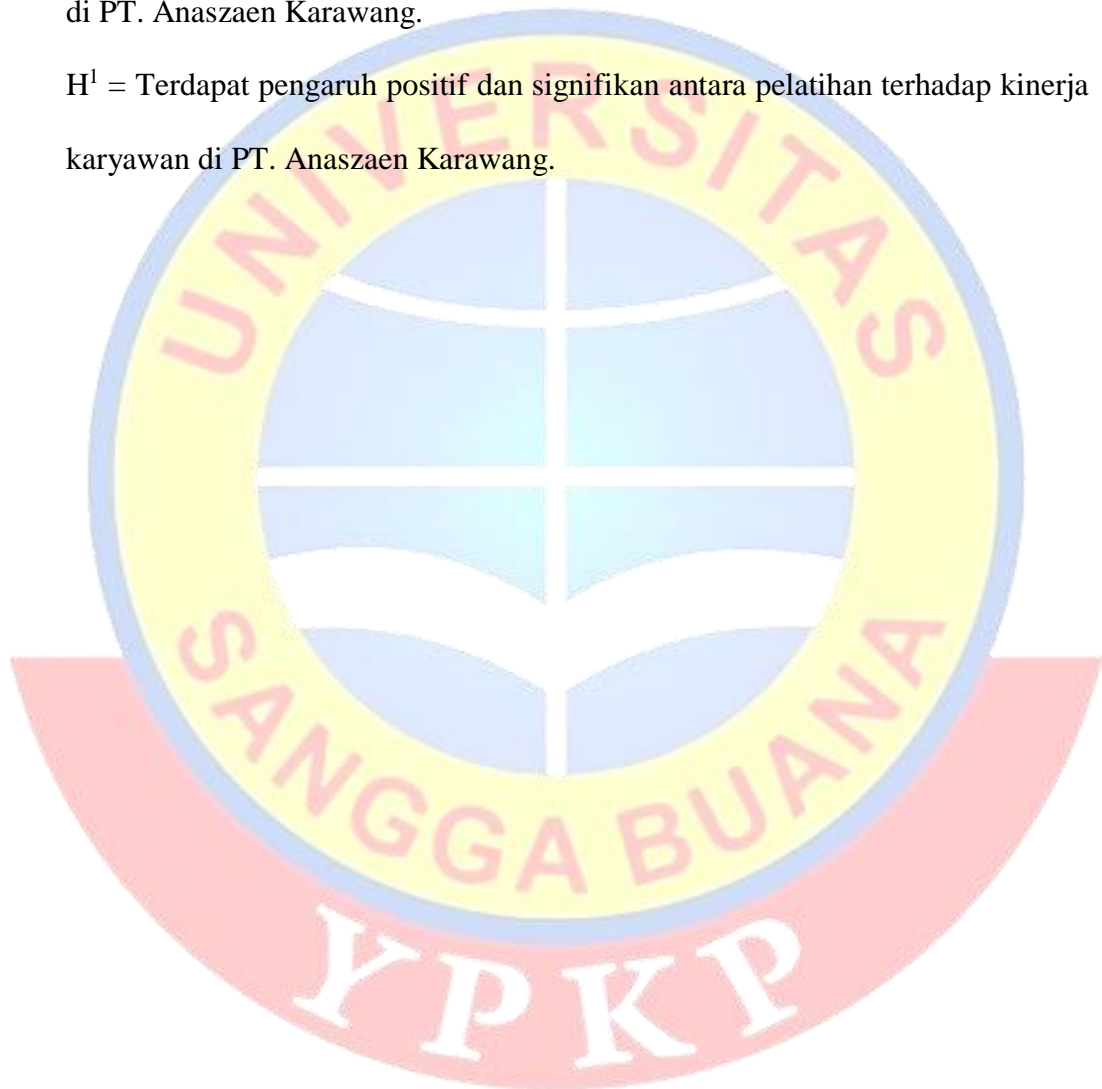 di PT. Anaszaen Karawang.
H¹ = Terdapat pengaruh positif dan signifikan antara pelatihan terhadap kinerja
karyawan di PT. Anaszaen Karawang.
UNIVERSITAS
SANGGA BUANA
YPKP